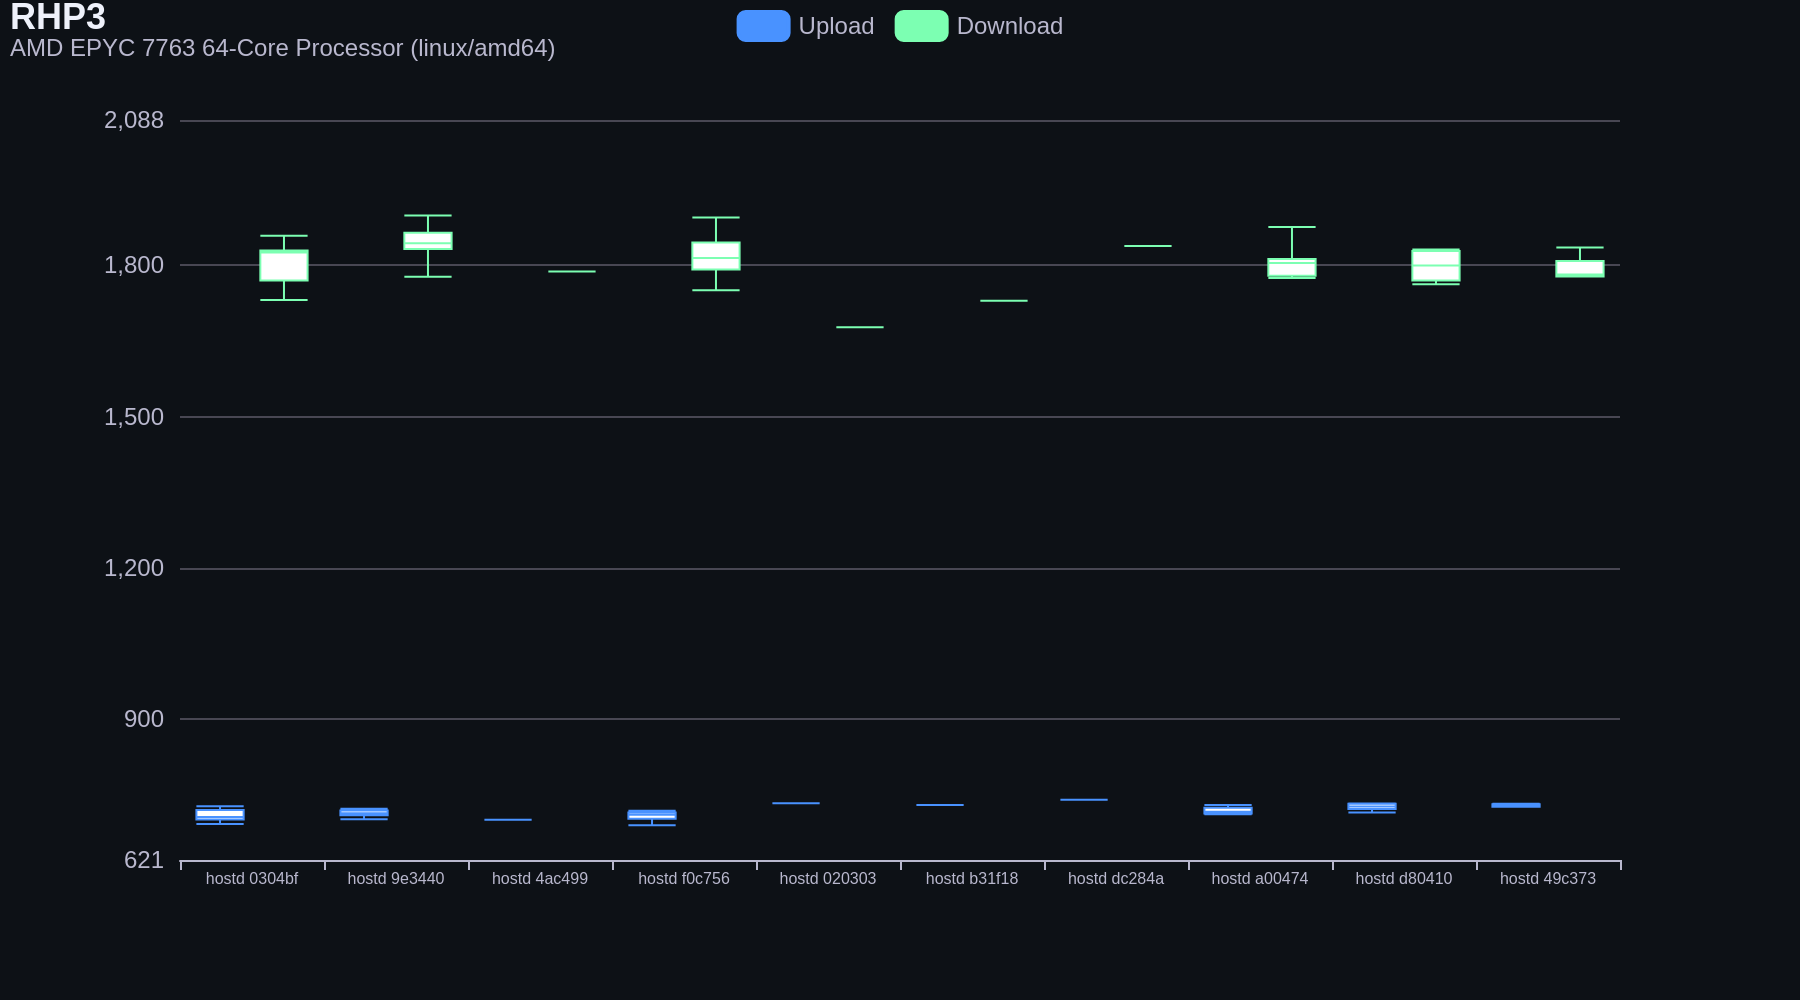 RHP3
AMD EPYC 7763 64-Core Processor (linux/amd64)
Upload Download
2,088
1,800
1,500
1,200
900
621
hostd 0304bf hostd 9e3440 hostd 4ac499 hostd f0c756 hostd 020303 hostd b31f18 hostd dc284a hostd a00474 hostd d80410 hostd 49c373